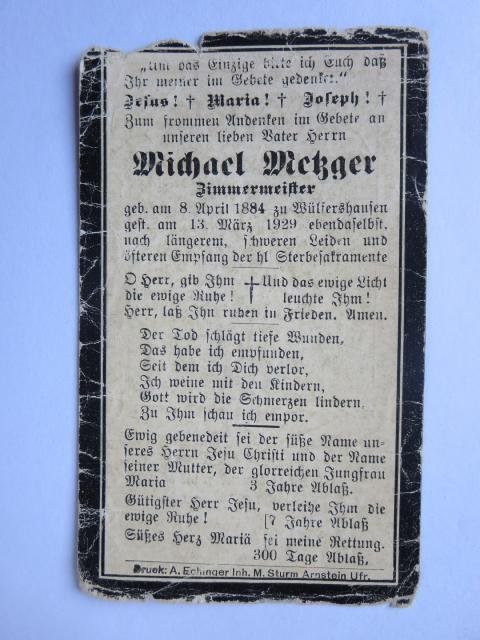 „Um das Einzige bitte ich Euch daß
Ihr meiner im Gebete gedenket.“
Jesus! † Maria! † Joseph! †
Zum frommen Andenken im Gebete an
unseren lieben Vater Herrn
Michael Metzger
Zimmermeister
geb. am 8. April 1884 zu Wülfershausen
gest. am 13. März 1929 ebendaselbst.
nach längerem, schweren Leiden und
öfteren Empfang der hl Sterbesakramente
O Herr, gib Ihm † Und das ewige Licht
die ewige Ruhe! leuchte Ihm!
Herr, laß Ihn ruhen in Frieden. Amen.
Der Tod schlägt tiefe Wunden,
Das habe ich empfunden,
Seit dem ich Dich verlor,
Ich weine mit den Kindern,
Gott wird die Schmerzen lindern,
Zu Ihm schau ich empor.
Ewig gebenedeit sei der süße Name un-
seres Herrn Jesu Christi und der Name
seiner Mutter, der glorreichen Jungfrau
Maria 3 Jahre Ablaß.
Gütigster Herr Jesu, verleihe Ihm die
ewige Ruhe! [7 Jahre Ablaß
Süßes Herz Mariä sei meine Rettung.
300 Tage Ablaß,
Druck: A. Echinger Inh. M. Sturm Arnstein Ufr.